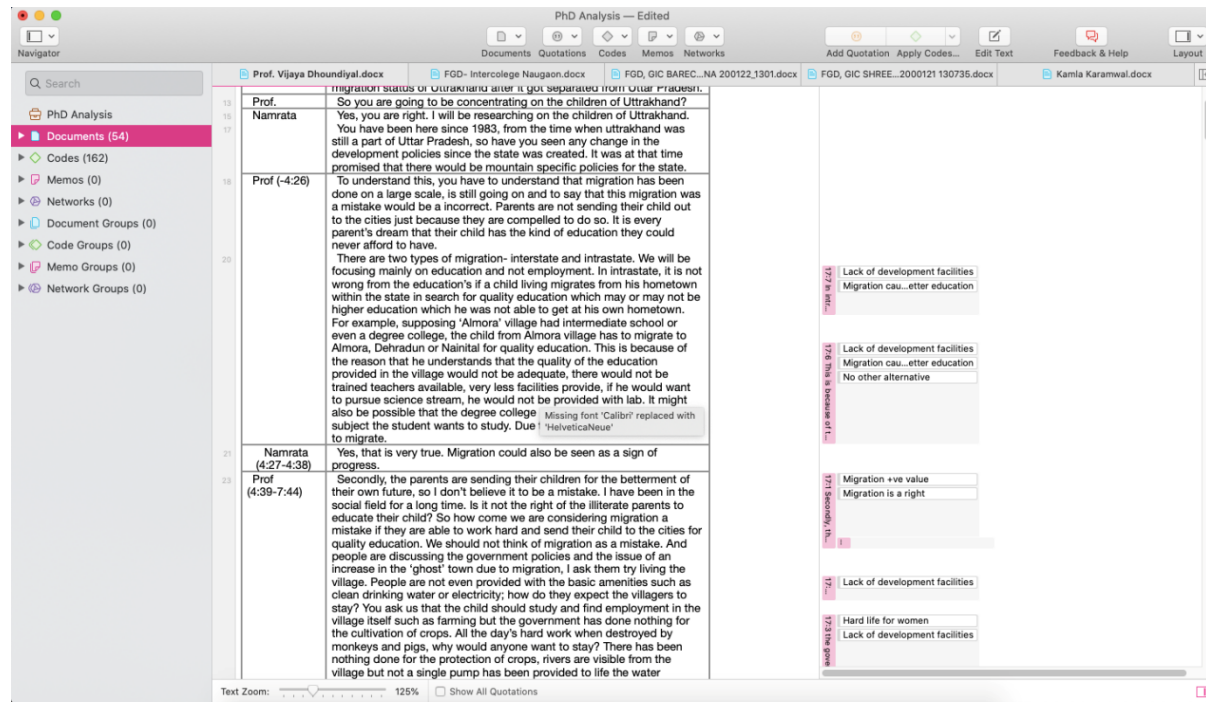 PhD Analysis — Edited
Navigator
Documents Quotations Codes Memos Networks
Add Quotation Apply Codes... Edit Text
Feedback & Help
Layout
Search
PhD Analysis
Documents (54)
Codes (162)
Memos (0)
Networks (0)
Document Groups (0)
Code Groups (0)
Memo Groups (0)
Network Groups (0)
Prof. Vijaya Dhoundiyal.docx
FGD- Intercolege Naugaon.docx
FGD, GIC BAREC...NA 200122_1301.docx
FGD, GIC SHREE...2000121 130735.docx
Kamla Karamwal.docx
migration status of Uttrakhand after it got separated from Uttar Pradesh.
13 Prof. So you are going to be concentrating on the children of Uttrakhand?
15 Namrata Yes, you are right. I will be researching on the children of Uttrakhand.
17 You have been here since 1983, from the time when uttrakhand was
still a part of Uttar Pradesh, so have you seen any change in the
development policies since the state was created. It was at that time
promised that there would be mountain specific policies for the state.
18 Prof (-4:26) To understand this, you have to understand that migration has been
done on a large scale, is still going on and to say that this migration was
a mistake would be a incorrect. Parents are not sending their child out
to the cities just because they are compelled to do so. It is every
parent's dream that their child has the kind of education they could
never afford to have.
20 There are two types of migration- interstate and intrastate. We will be
focusing mainly on education and not employment. In intrastate, it is not
wrong from the education's if a child living migrates from his hometown
within the state in search for quality education which may or may not be
higher education which he was not able to get at his own hometown.
For example, supposing 'Almora' village had intermediate school or
even a degree college, the child from Almora village has to migrate to
Almora, Dehradun or Nainital for quality education. This is because of
the reason that he understands that the quality of the education
provided in the village would not be adequate, there would not be
trained teachers available, very less facilities provide, if he would want
to pursue science stream, he would not be provided with lab. It might
also be possible that the degree college
subject the student wants to study. Due
to migrate.
Missing font 'Calibri' replaced with
'HelveticaNeue'
21 Namrata Yes, that is very true. Migration could also be seen as a sign of
(4:27-4:38) progress.
23 Prof Secondly, the parents are sending their children for the betterment of
(4:39-7:44) their own future, so I don't believe it to be a mistake. I have been in the
social field for a long time. Is it not the right of the illiterate parents to
educate their child? So how come we are considering migration a
mistake if they are able to work hard and send their child to the cities for
quality education. We should not think of migration as a mistake. And
people are discussing the government policies and the issue of an
increase in the 'ghost' town due to migration, I ask them try living the
village. People are not even provided with the basic amenities such as
clean drinking water or electricity; how do they expect the villagers to
stay? You ask us that the child should study and find employment in the
village itself such as farming but the government has done nothing for
the cultivation of crops. All the day's hard work when destroyed by
monkeys and pigs, why would anyone want to stay? There has been
nothing done for the protection of crops, rivers are visible from the
village but not a single pump has been provided to life the water
17:7 In intr...
Lack of development facilities
Migration cau...etter education
17:6 This is because of t...
Lack of development facilities
Migration cau...etter education
No other alternative
17:1 Secondly, th...
Migration +ve value
Migration is a right
17:...
Lack of development facilities
17:3 the gove
Hard life for women
Lack of development facilities
Text Zoom: 125% Show All Quotations